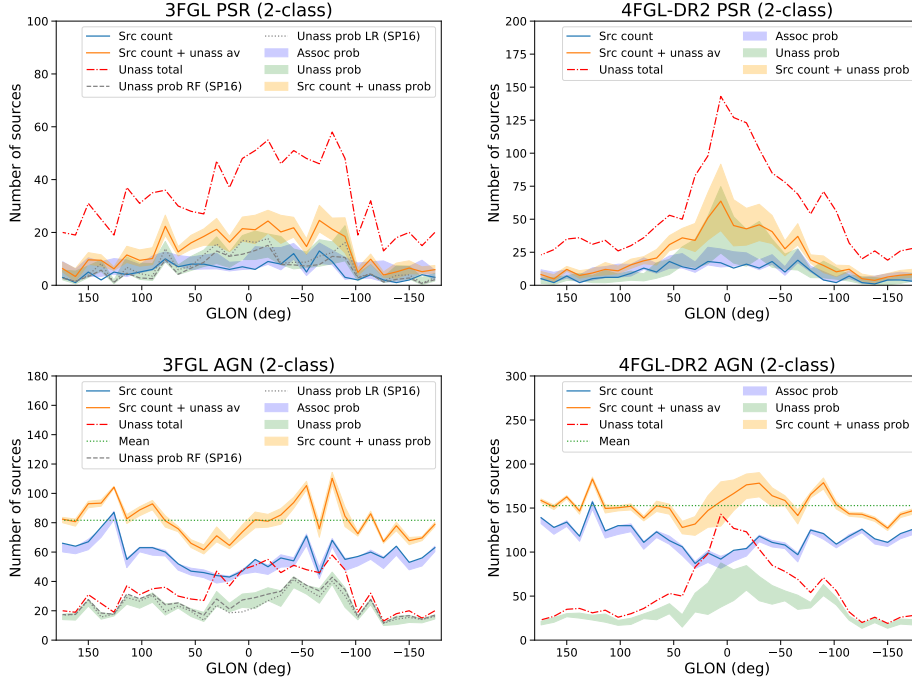 3FGL PSR (2-class)
Src count
Src count + unass av
Unass total
Unass prob RF (SP16)
Unass prob LR (SP16)
Assoc prob
Unass prob
Src count + unass prob
Number of sources
100
80
60
40
20
0
150
100
50
0
−50
−100
−150
GLON (deg)
4FGL-DR2 PSR (2-class)
Src count
Src count + unass av
Unass total
Assoc prob
Unass prob
Src count + unass prob
Number of sources
200
175
150
125
100
75
50
25
0
150
100
50
0
−50
−100
−150
GLON (deg)
3FGL AGN (2-class)
Src count
Src count + unass av
Unass total
Mean
Unass prob RF (SP16)
Unass prob LR (SP16)
Assoc prob
Unass prob
Src count + unass prob
Number of sources
180
160
140
120
100
80
60
40
20
0
150
100
50
0
−50
−100
−150
GLON (deg)
4FGL-DR2 AGN (2-class)
Src count
Src count + unass av
Unass total
Mean
Assoc prob
Unass prob
Src count + unass prob
Number of sources
300
250
200
150
100
50
0
150
100
50
0
−50
−100
−150
GLON (deg)